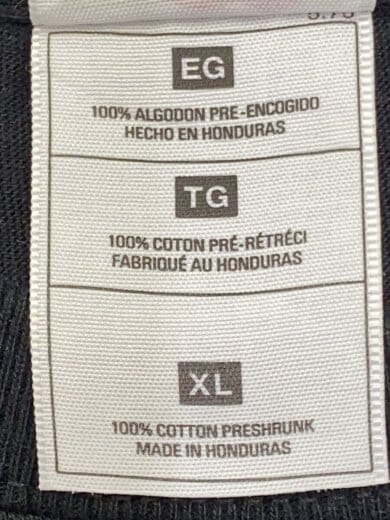 EG
100% ALGODON PRE-ENCOGIDO
HECHO EN HONDURAS
TG
100% COTON PRÉ-RÉTRÉCI
FABRIQUÉ AU HONDURAS
XL
100% COTTON PRESHRUNK
MADE IN HONDURAS